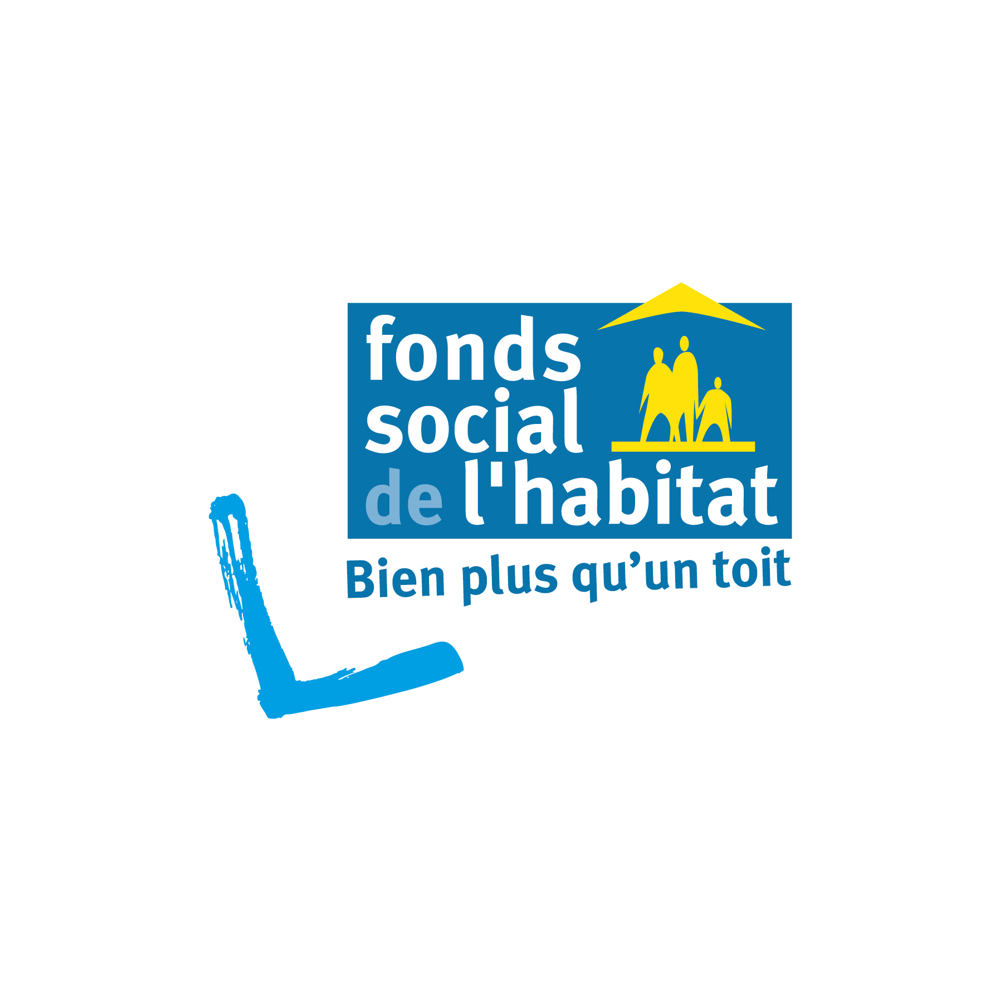 fonds
social
de l'habitat
Bien plus qu’un toit